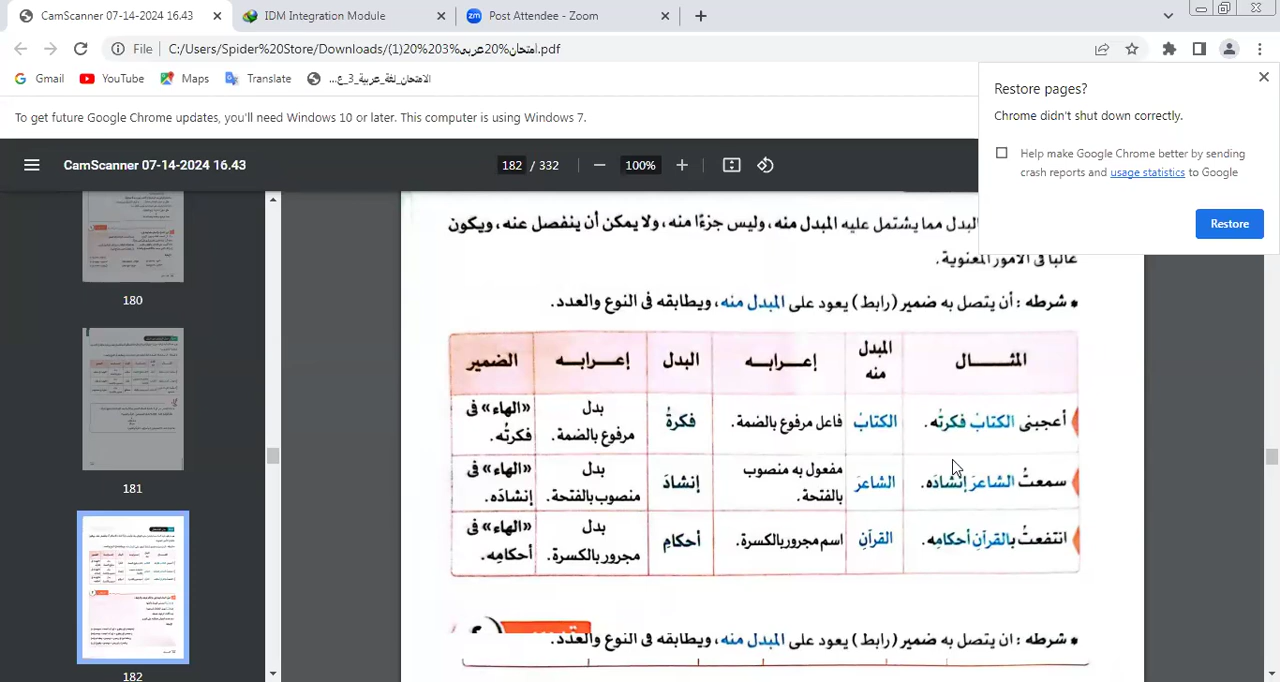 CamScanner 07-14-2024 16.43
IDM Integration Module
Post Attendee - Zoom
File
C:/Users/Spider%20Store/Downloads/(1)20%203%امتحان%20عربى.pdf
Gmail
YouTube
Maps
Translate
الامتحان_لغة_عربية_3_ع...
Restore pages?
Chrome didn't shut down correctly.
Help make Google Chrome better by sending
crash reports and usage statistics to Google
Restore
To get future Google Chrome updates, you'll need Windows 10 or later. This computer is using Windows 7.
CamScanner 07-14-2024 16.43
182 / 332
100%
180
181
182
البدل مما يشتمل عليه المبدل منه، وليس جزءًا منه، ولا يمكن أن ينفصل عنه، ويكون
غالبا فى الأمور المعنوية.
* شرطه : أن يتصل به ضمير (رابط) يعود على المبدل منه، ويطابقه فى النوع والعدد.
المثـــــال المبدل منه إعـــرابـــه البدل إعـــرابـــه الضمير
أعجبنى الكتابُ فكرتُه. الكتابُ فاعل مرفوع بالضمة. فكرةُ بدل مرفوع بالضمة. «الهاء» فى فكرتُه.
سمعتُ الشاعرَ إنشادَه. الشاعرَ مفعول به منصوب بالفتحة. إنشادَ بدل منصوب بالفتحة. «الهاء» فى إنشادَه.
انتفعتُ بالقرآنِ أحكامِه. القرآنِ اسم مجرور بالكسرة. أحكامِ بدل مجرور بالكسرة. «الهاء» فى أحكامِه.
* شرطه : ان يتصل به ضمير (رابط) يعود على المبدل منه، ويطابقه فى النوع والعدد.